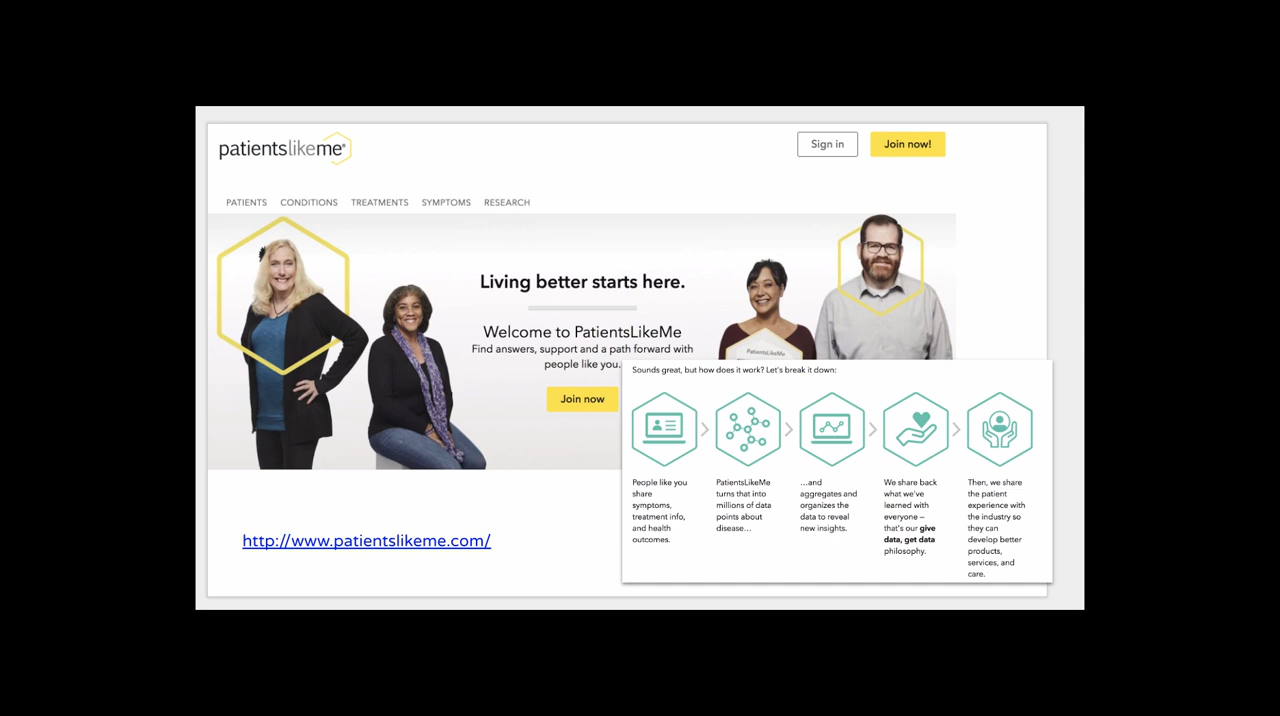 patientslikeme®
Sign in
Join now!
PATIENTS CONDITIONS TREATMENTS SYMPTOMS RESEARCH
Living better starts here.
Welcome to PatientsLikeMe
Find answers, support and a path forward with
people like you.
Join now
PatientsLikeMe
http://www.patientslikeme.com/
Sounds great, but how does it work? Let's break it down:
People like you
share
symptoms,
treatment info,
and health
outcomes.
PatientsLikeMe
turns that into
millions of data
points about
disease...
...and
aggregates and
organizes the
data to reveal
new insights.
We share back
what we've
learned with
everyone –
that's our give
data, get data
philosophy.
Then, we share
the patient
experience with
the industry so
they can
develop better
products,
services, and
care.